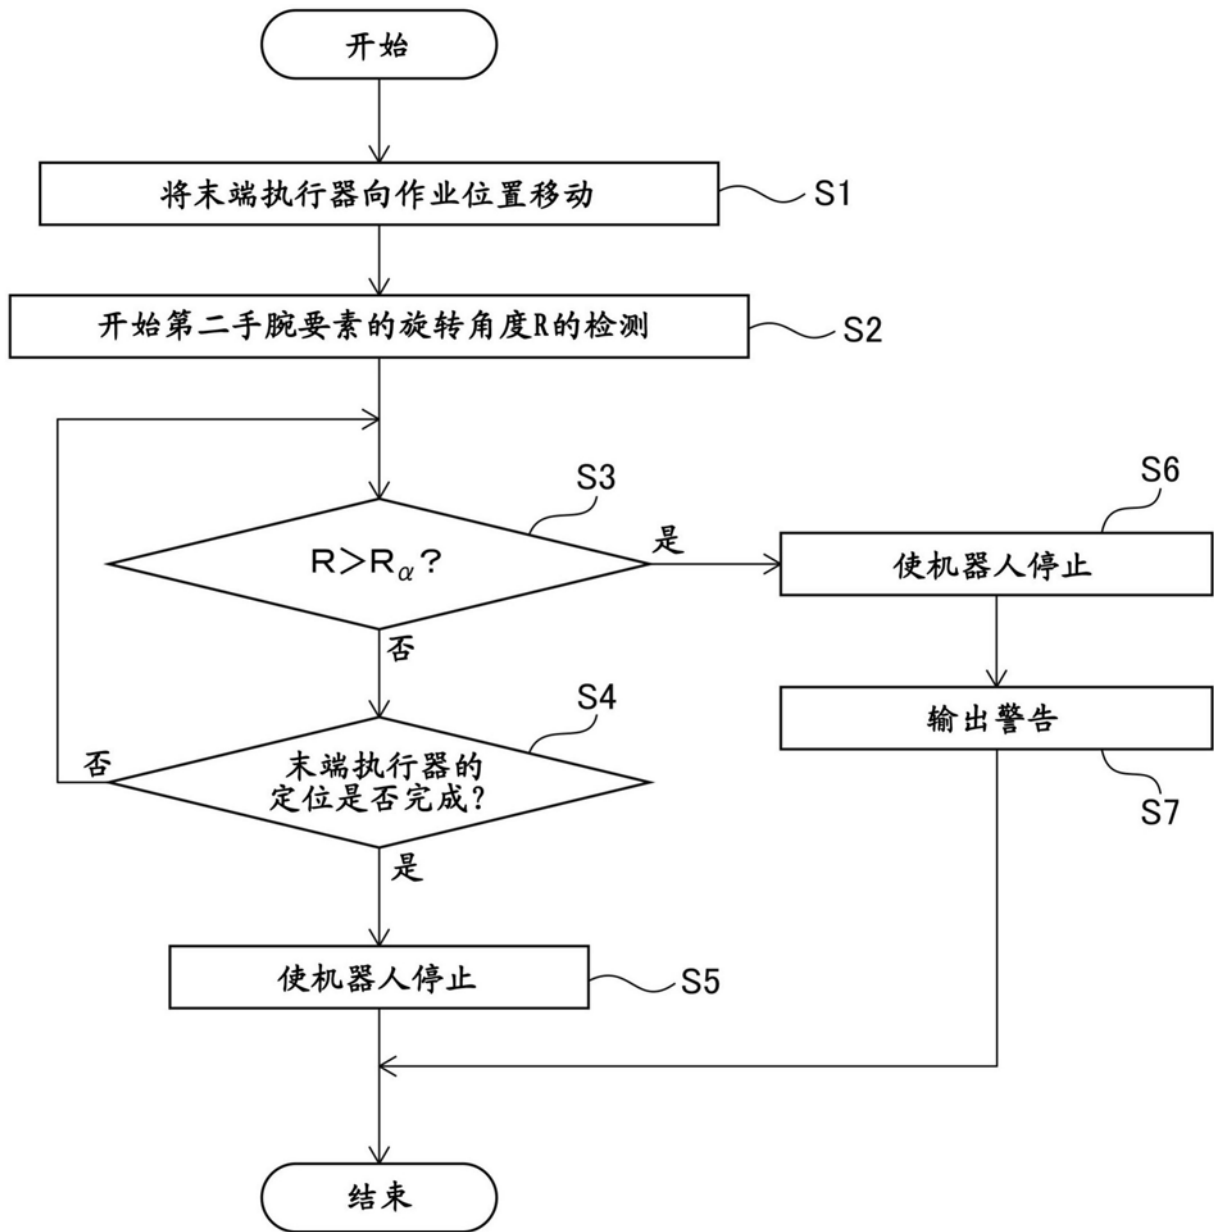 开始
将末端执行器向作业位置移动
S1
开始第二手腕要素的旋转角度R的检测
S2
S3
R＞Rα？
是
S6
使机器人停止
否
输出警告
S7
S4
末端执行器的
定位是否完成？
否
是
使机器人停止
S5
结束